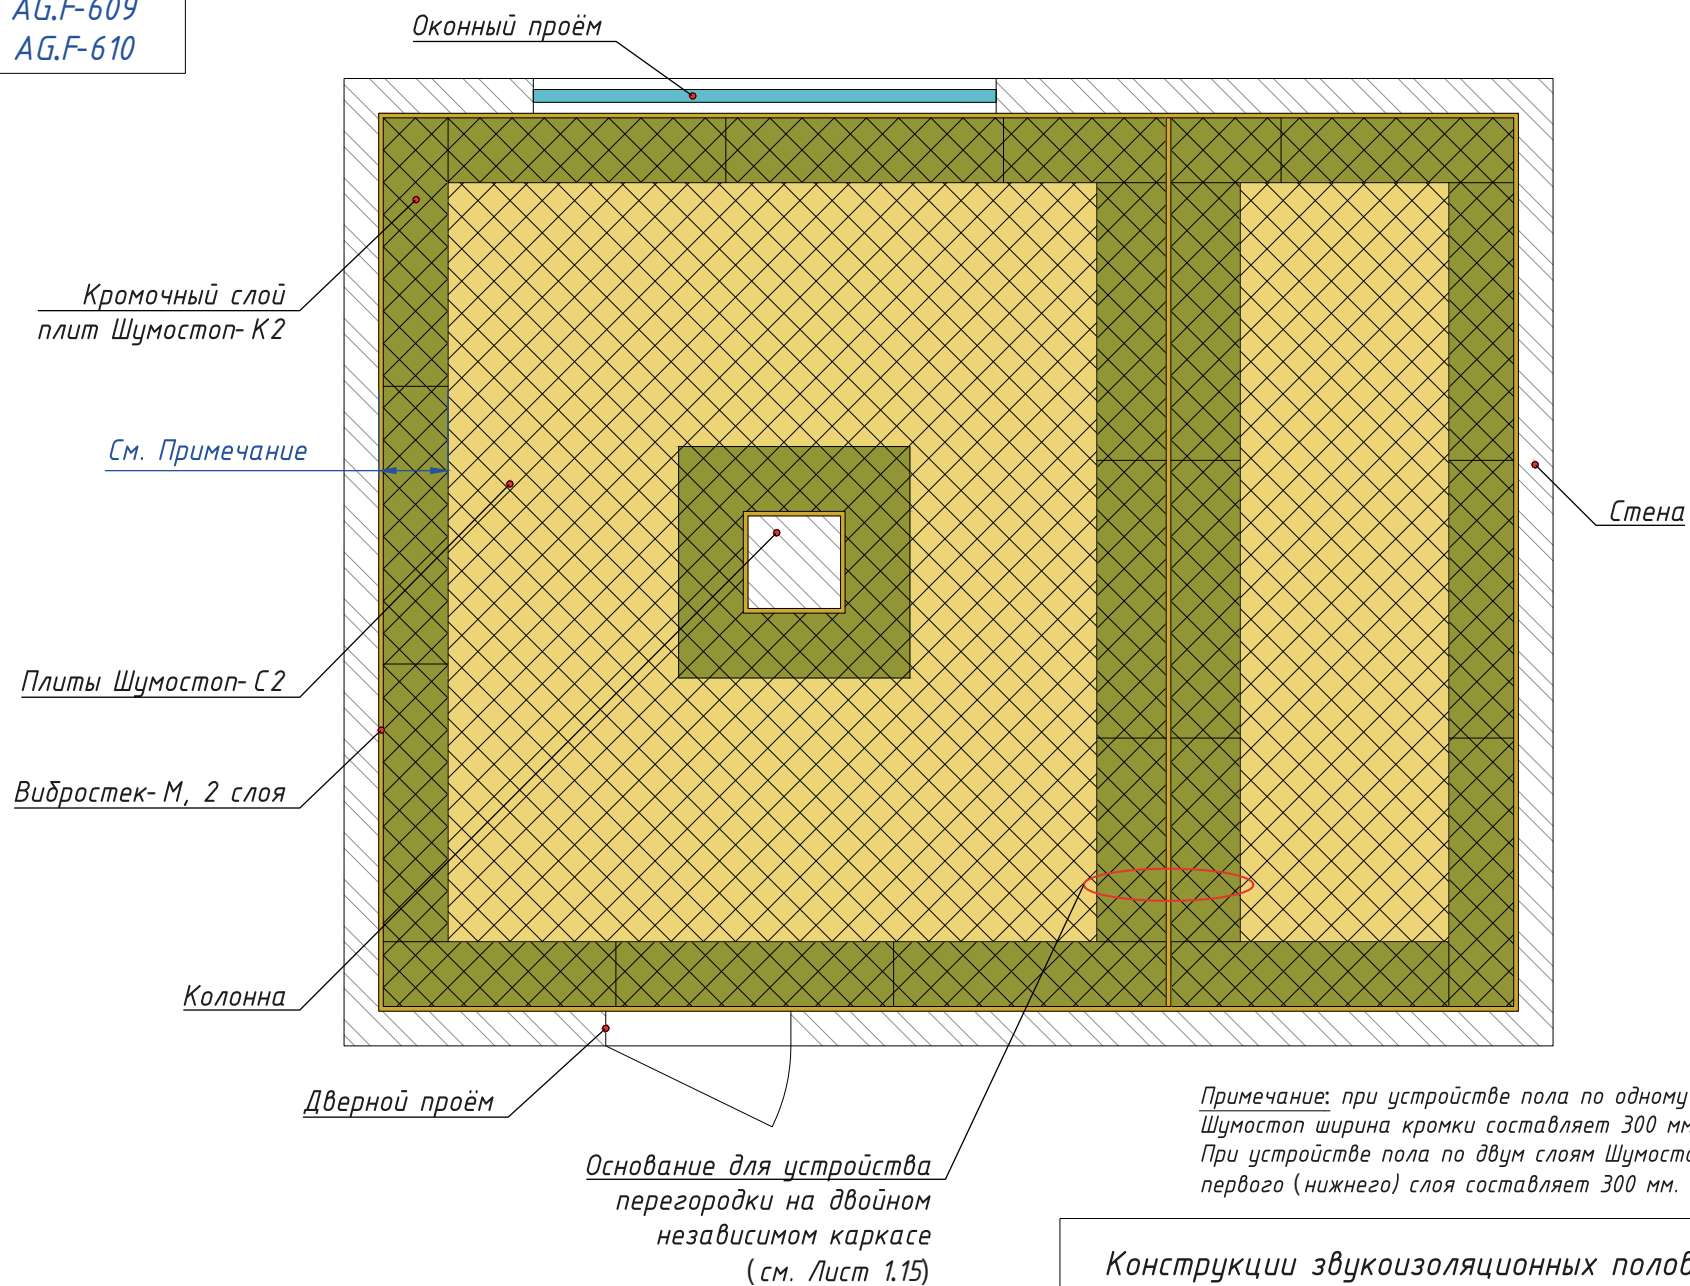 AG.F-609
AG.F-610
Оконный проём
Кромочный слой
плит Шумостоп-К2
См. Примечание
Стена
Плиты Шумостоп-С2
Вибростек-М, 2 слоя
Колонна
Дверной проём
Основание для устройства
перегородки на двойном
независимом каркасе
(см. Лист 1.15)
Примечание: при устройстве пола по одному
Шумостоп ширина кромки составляет 300 мм
При устройстве пола по двум слоям
первого (нижнего) слоя составляет 300 мм.
Конструкции звукоизоляционных полов